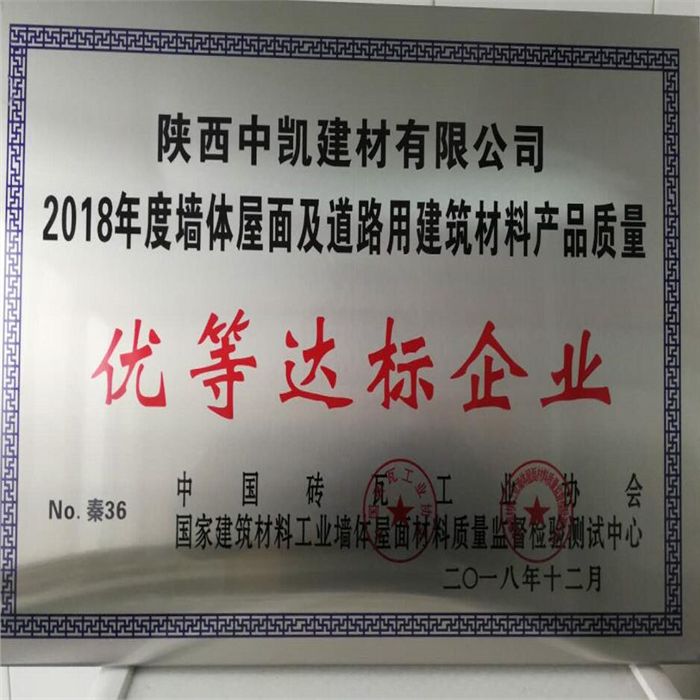 陕西中凯建材有限公司
2018年度墙体屋面及道路用建筑材料产品质量
优等达标企业
中国砖瓦工业协会
No. 秦36
国家建筑材料工业墙体屋面材料质量监督检验测试中心
二〇一八年十二月